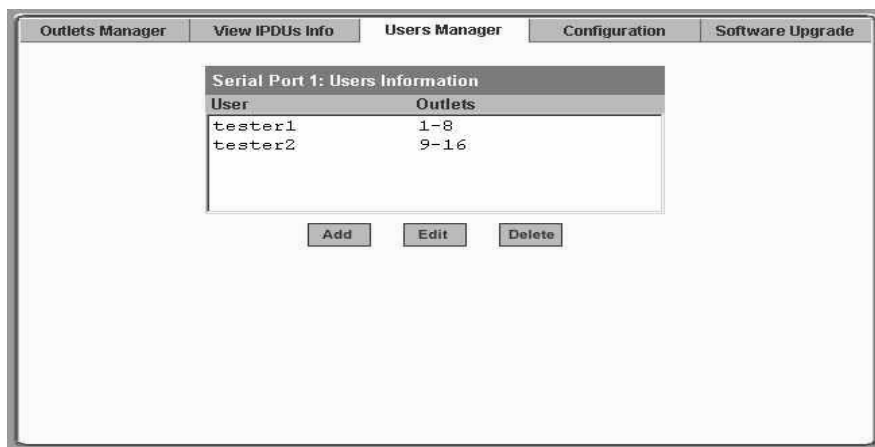 Outlets Manager View IPDUs Info Users Manager Configuration Software Upgrade
Serial Port 1: Users Information
User Outlets
tester1 1-8
tester2 9-16
Add Edit Delete